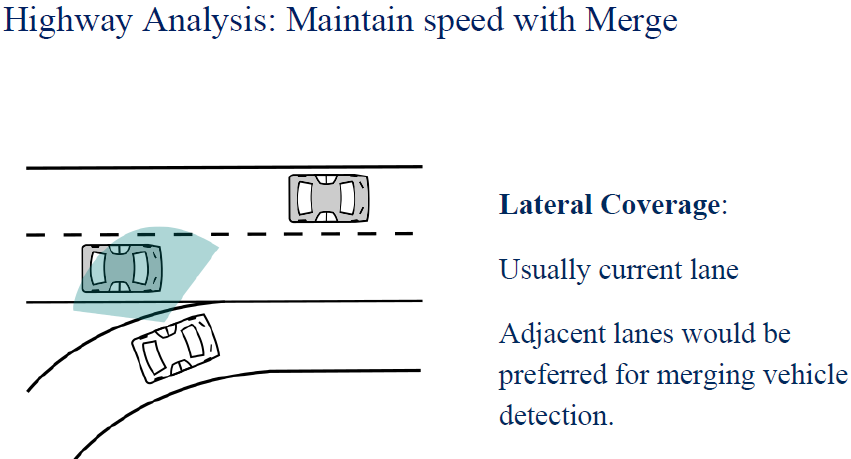 Highway Analysis: Maintain speed with Merge
Lateral Coverage:
Usually current lane
Adjacent lanes would be
preferred for merging vehicle
detection.